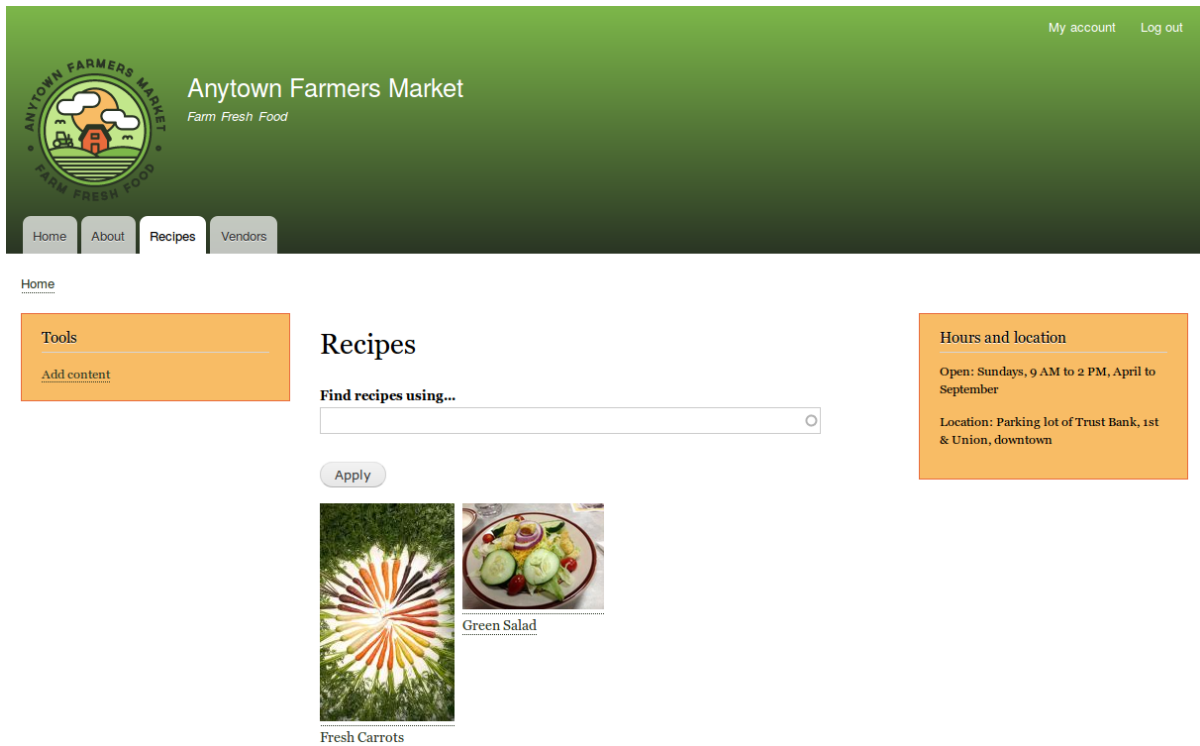 My account
Log out
ANYTOWN FARMERS MARKET
FARM FRESH FOOD
Anytown Farmers Market
Farm Fresh Food
Home
About
Recipes
Vendors
Home
Tools
Add content
Recipes
Find recipes using...
Apply
Fresh Carrots
Green Salad
Hours and location
Open: Sundays, 9 AM to 2 PM, April to
September
Location: Parking lot of Trust Bank, 1st
& Union, downtown